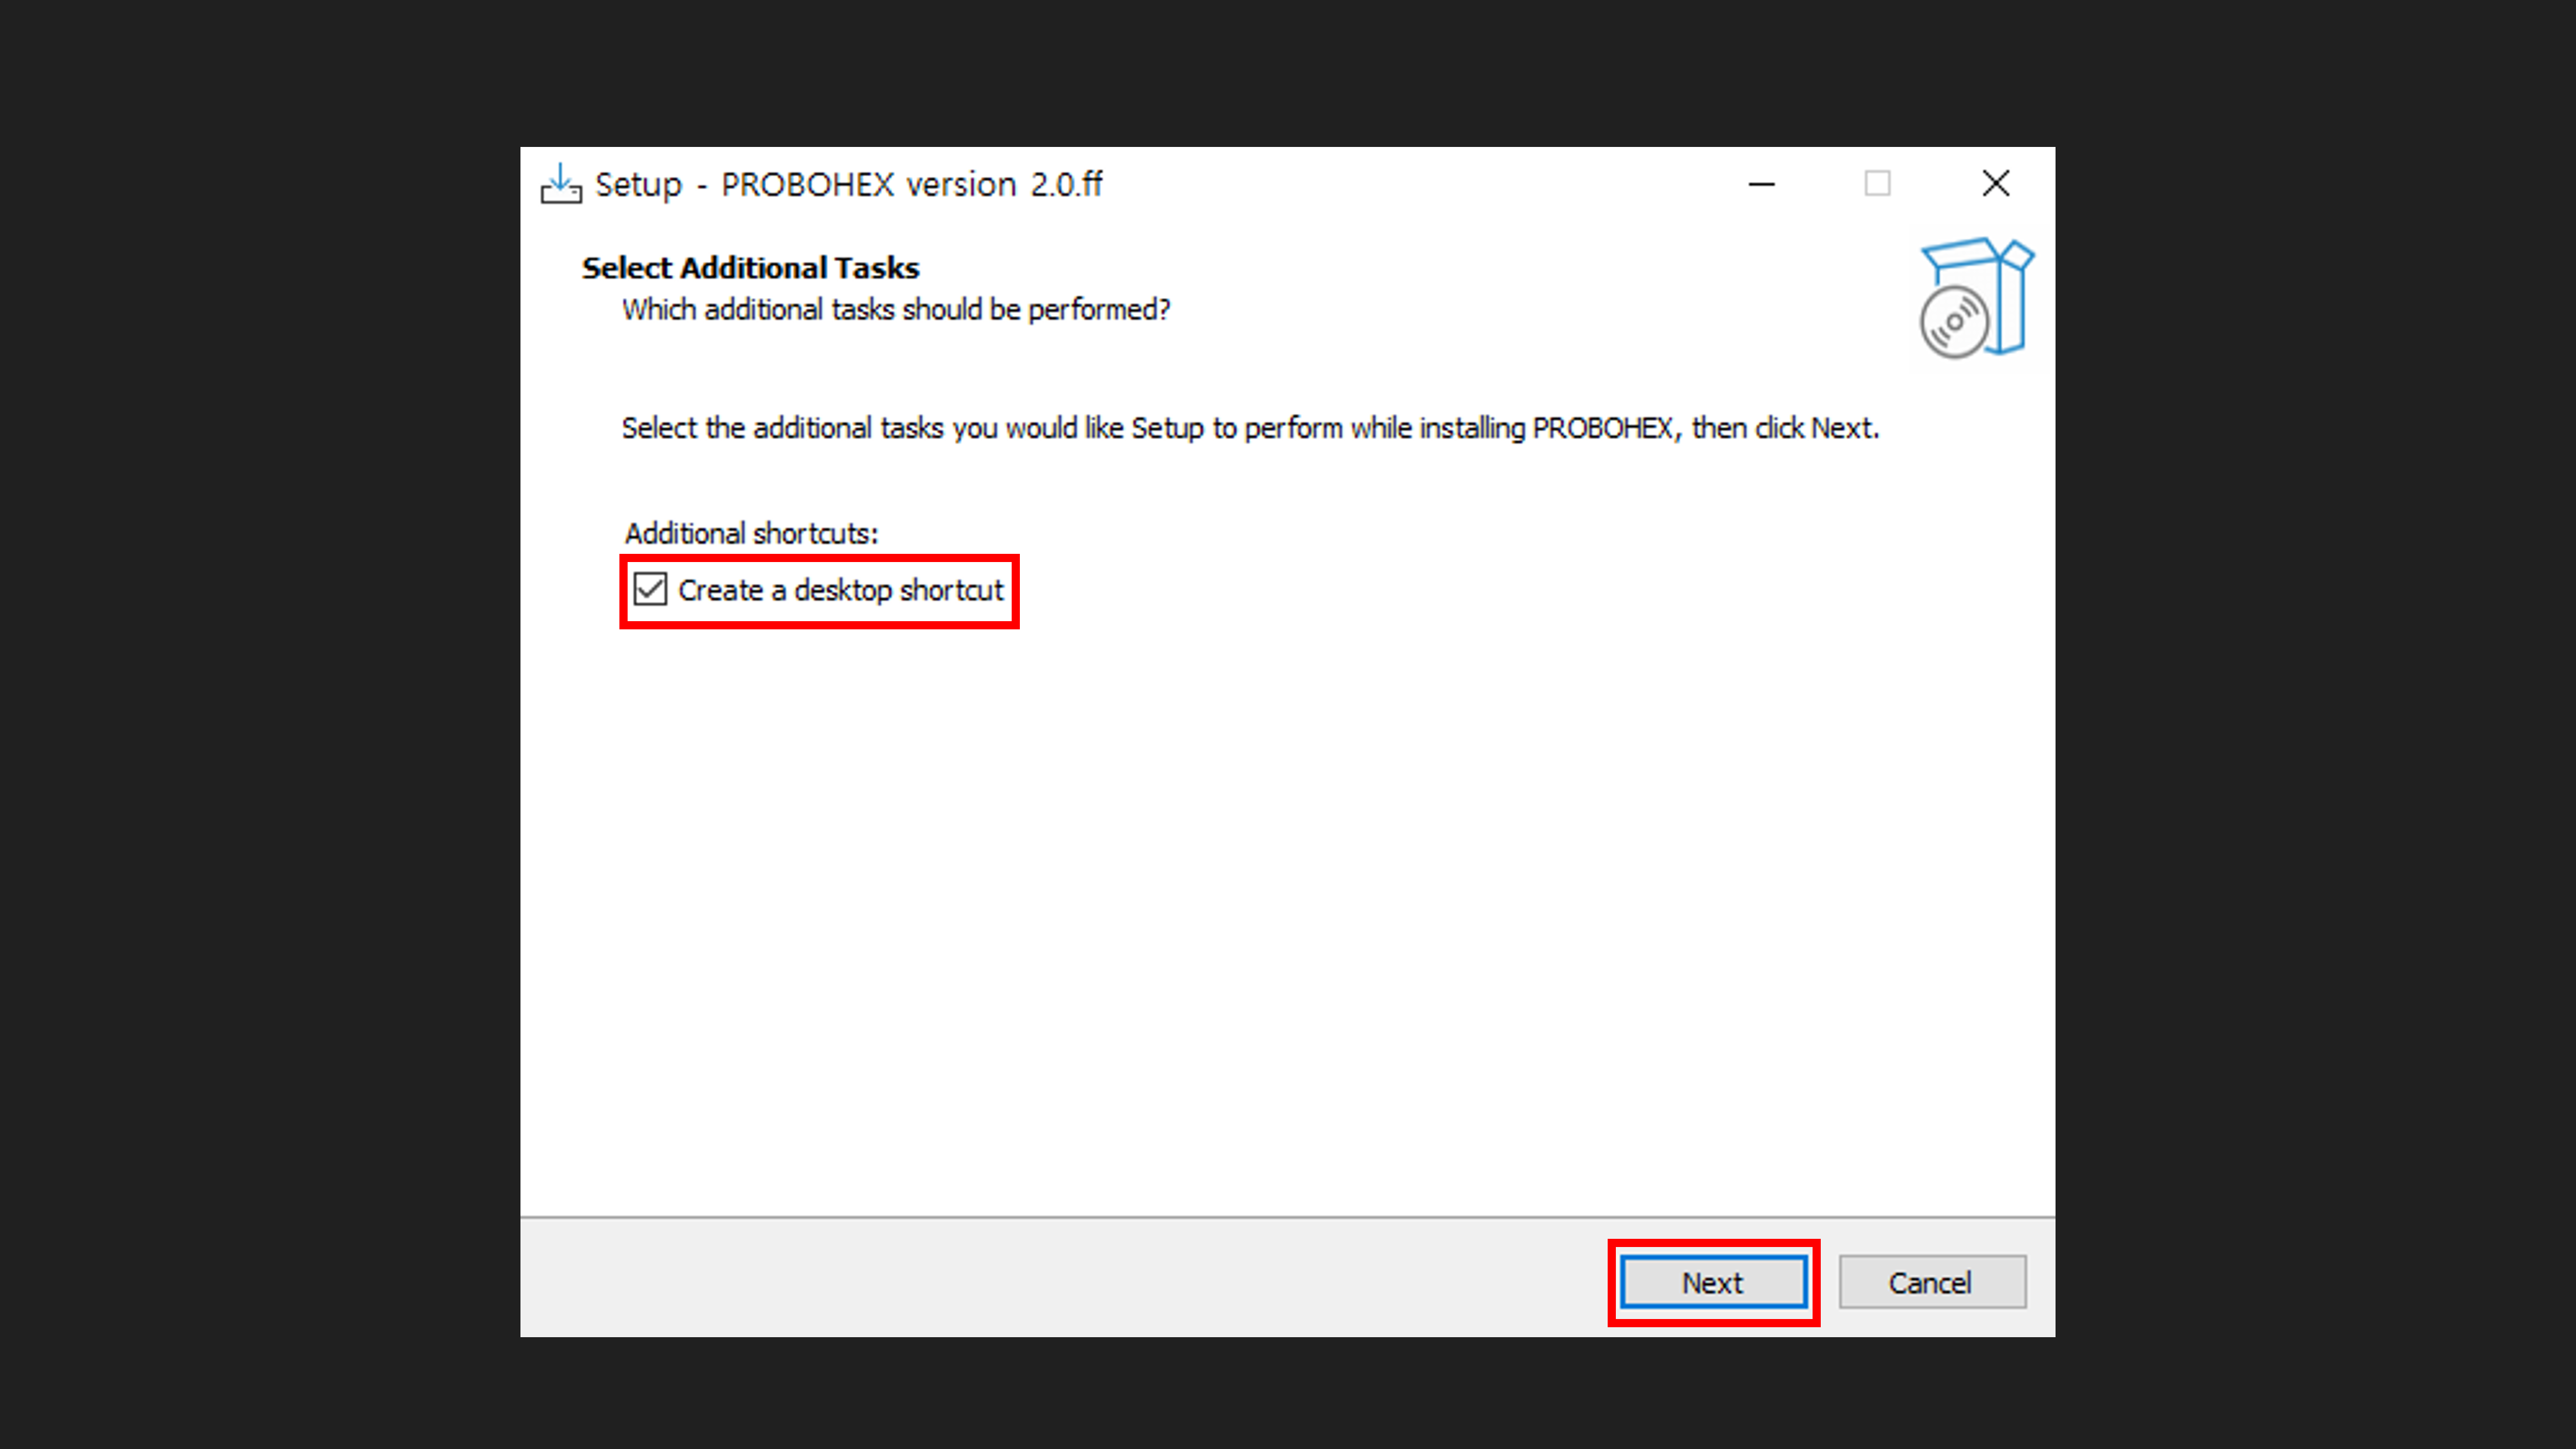 Setup - PROBOHEX version 2.0.ff
Select Additional Tasks
Which additional tasks should be performed?
Select the additional tasks you would like Setup to perform while installing PROBOHEX, then click Next.
Additional shortcuts:
Create a desktop shortcut
Next
Cancel